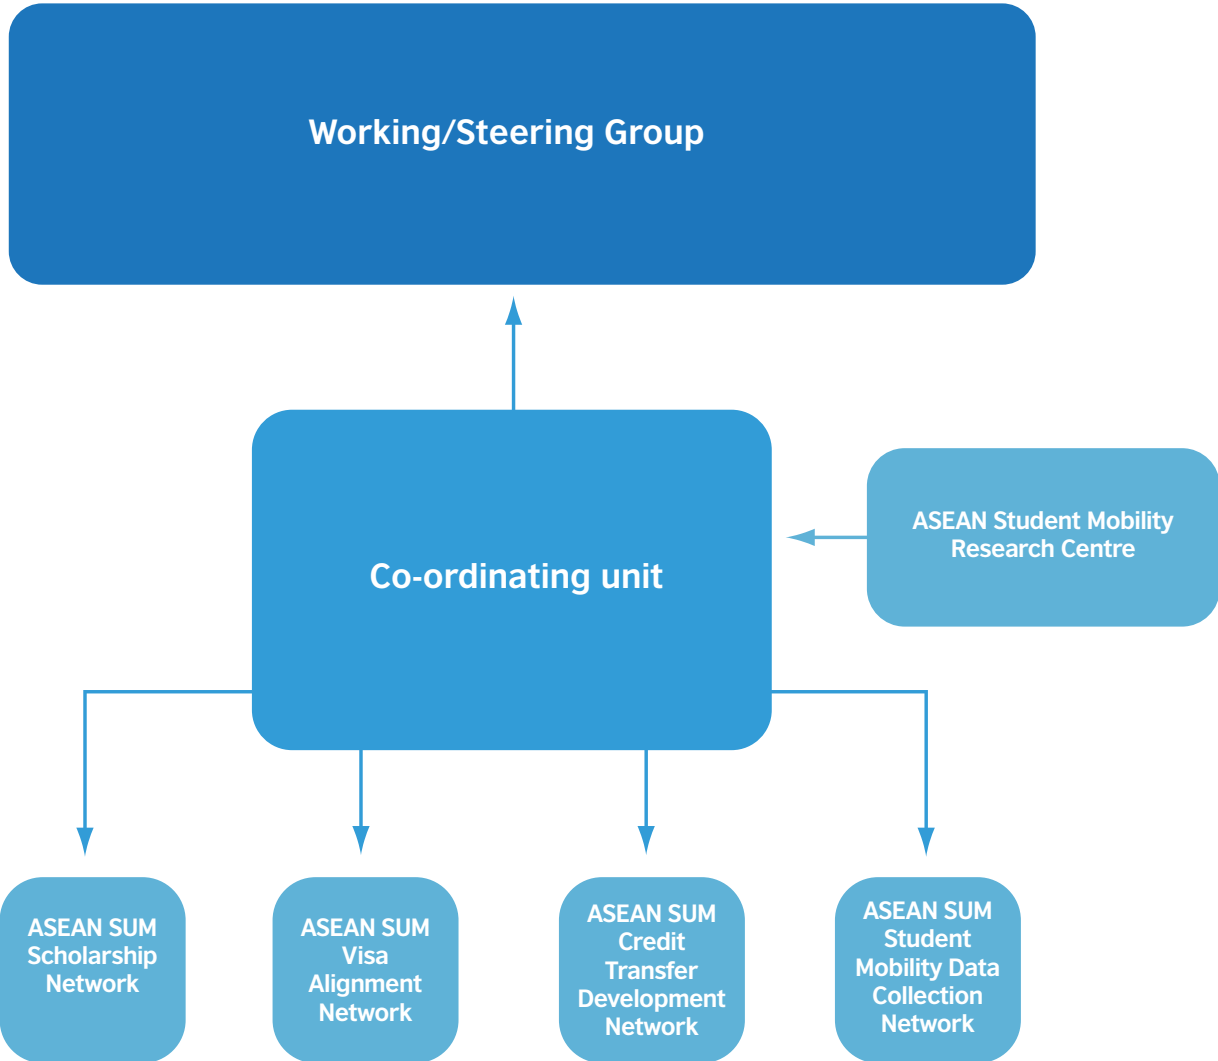 Working/Steering Group
Co-ordinating unit
ASEAN Student Mobility
Research Centre
ASEAN SUM
Scholarship
Network
ASEAN SUM
Visa
Alignment
Network
ASEAN SUM
Credit
Transfer
Development
Network
ASEAN SUM
Student
Mobility Data
Collection
Network